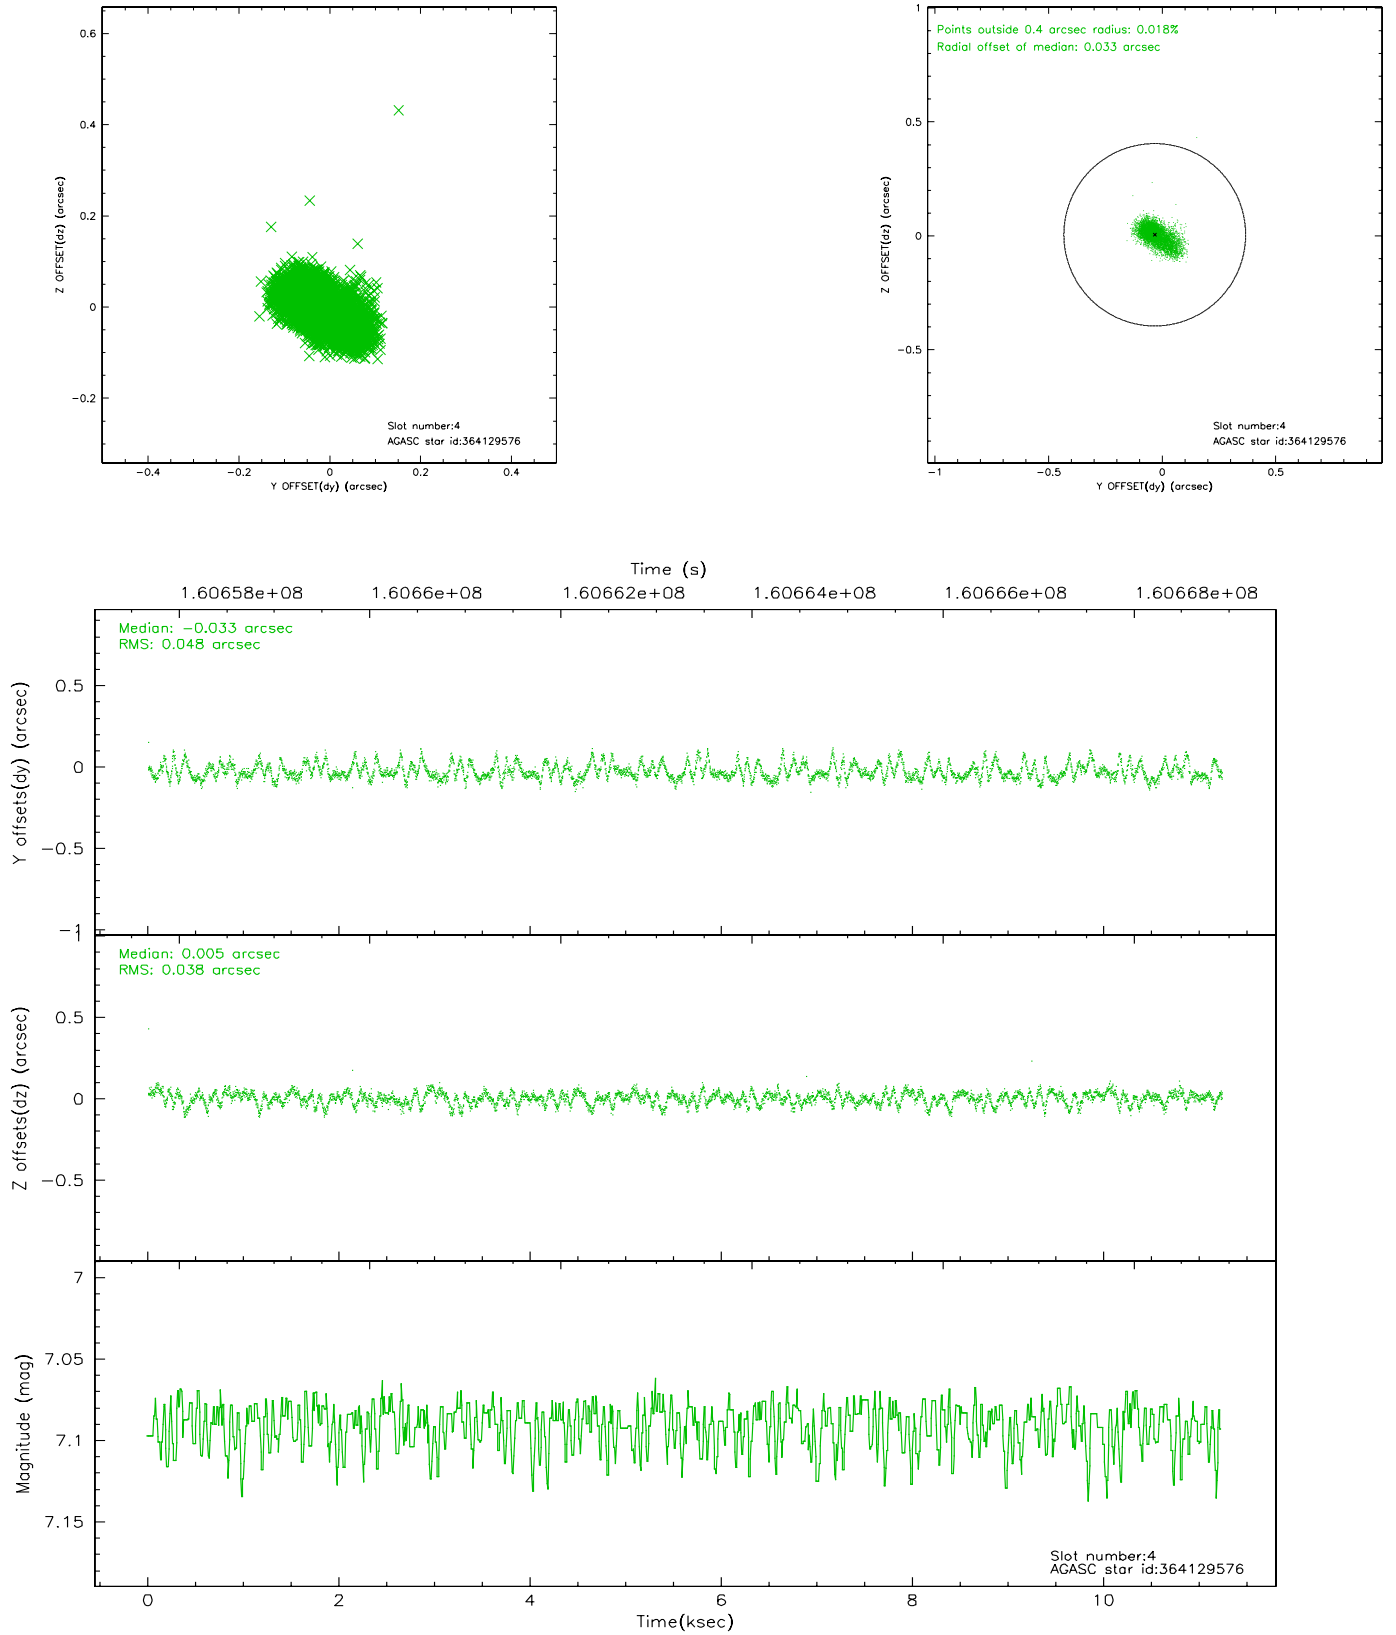 0.6
0.4
0.2
0
−0.2
Z OFFSET(dz) (arcsec)
Slot number:4
AGASC star id:364129576
−0.4 −0.2 0 0.2 0.4
Y OFFSET(dy) (arcsec)
Points outside 0.4 arcsec radius: 0.018%
Radial offset of median: 0.033 arcsec
1
0.5
0
−0.5
Z OFFSET(dz) (arcsec)
Slot number:4
AGASC star id:364129576
−1 −0.5 0 0.5
Y OFFSET(dy) (arcsec)
Time (s)
1.60658e+08 1.6066e+08 1.60662e+08 1.60664e+08 1.60666e+08 1.60668e+08
Median: −0.033 arcsec
RMS: 0.048 arcsec
0.5
0
−0.5
−1
Y offsets(dy) (arcsec)
Median: 0.005 arcsec
RMS: 0.038 arcsec
1
0.5
0
−0.5
Z offsets(dz) (arcsec)
7
7.05
7.1
7.15
Magnitude (mag)
Slot number:4
AGASC star id:364129576
0 2 4 6 8 10
Time(ksec)